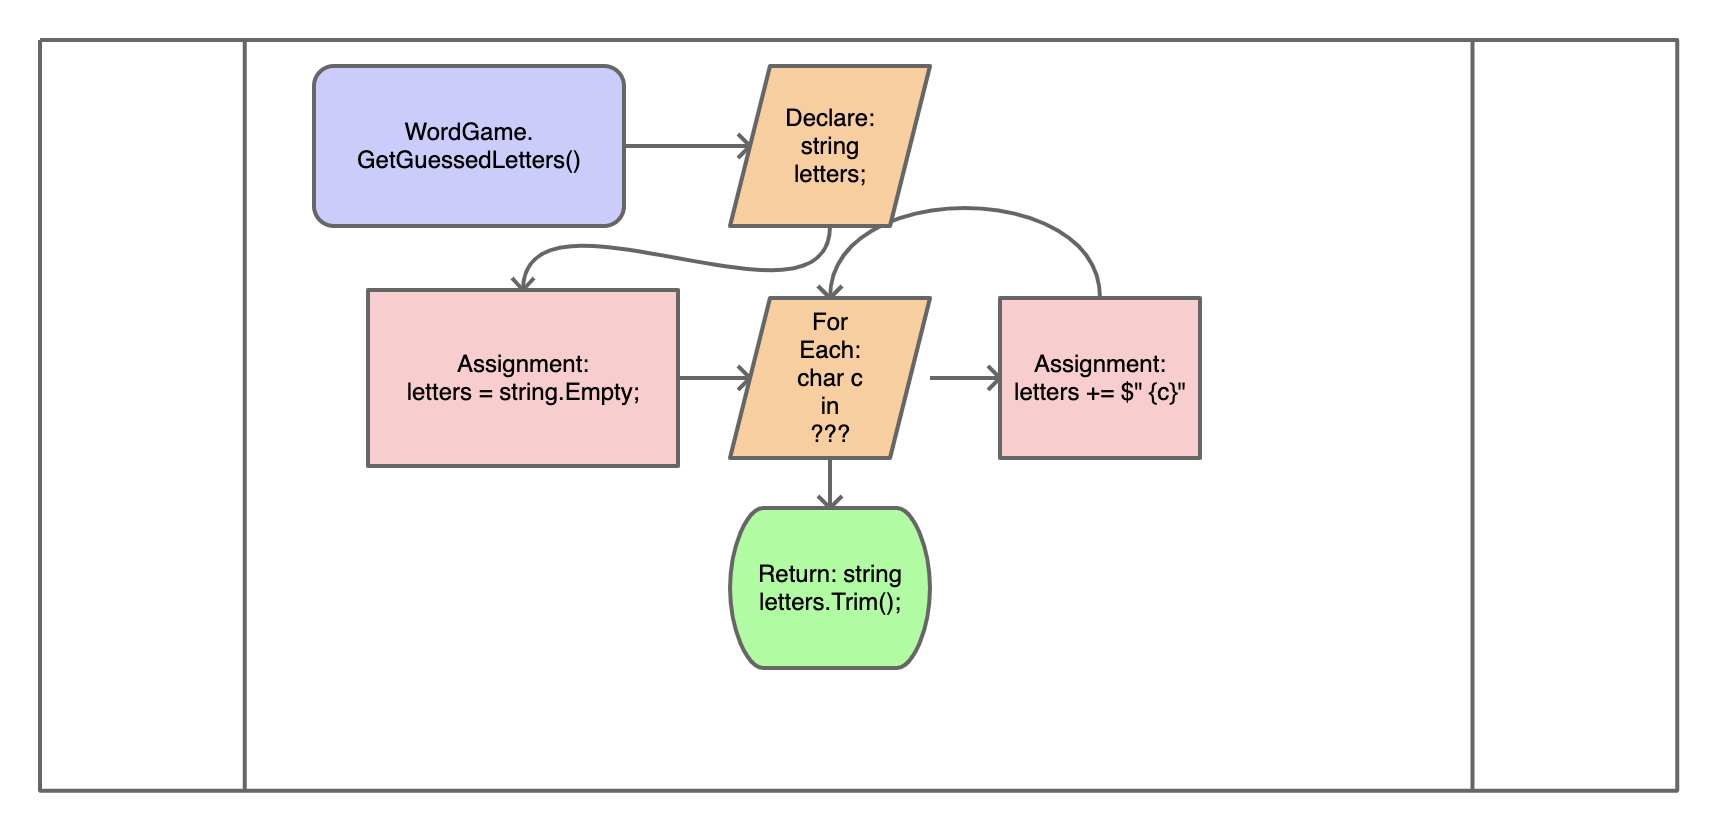 WordGame.
GetGuessedLetters()
Declare:
string
letters;
Assignment:
letters = string.Empty;
For
Each:
char c
in
???
Assignment:
letters += $" {c}"
Return: string
letters.Trim();